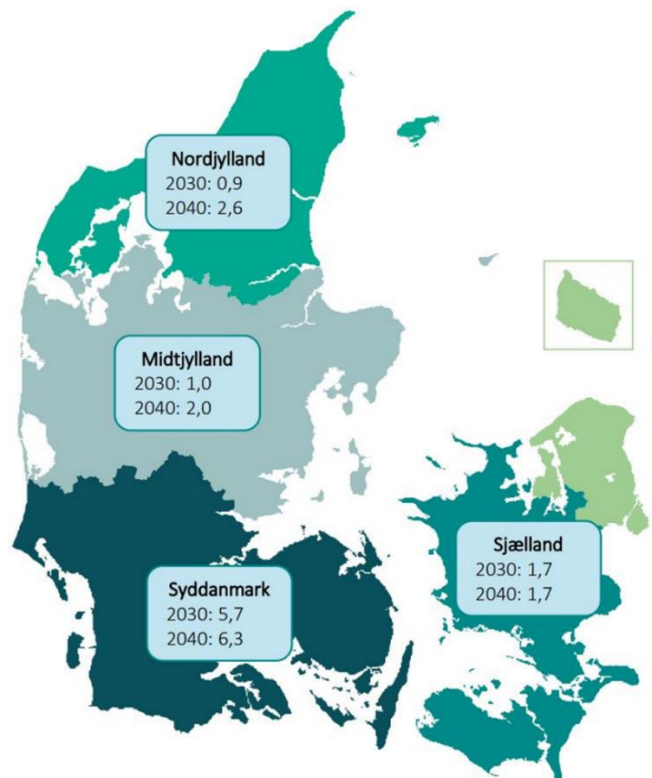 Nordjylland
2030: 0,9
2040: 2,6
Midtjylland
2030: 1,0
2040: 2,0
Sjælland
2030: 1,7
2040: 1,7
Syddanmark
2030: 5,7
2040: 6,3